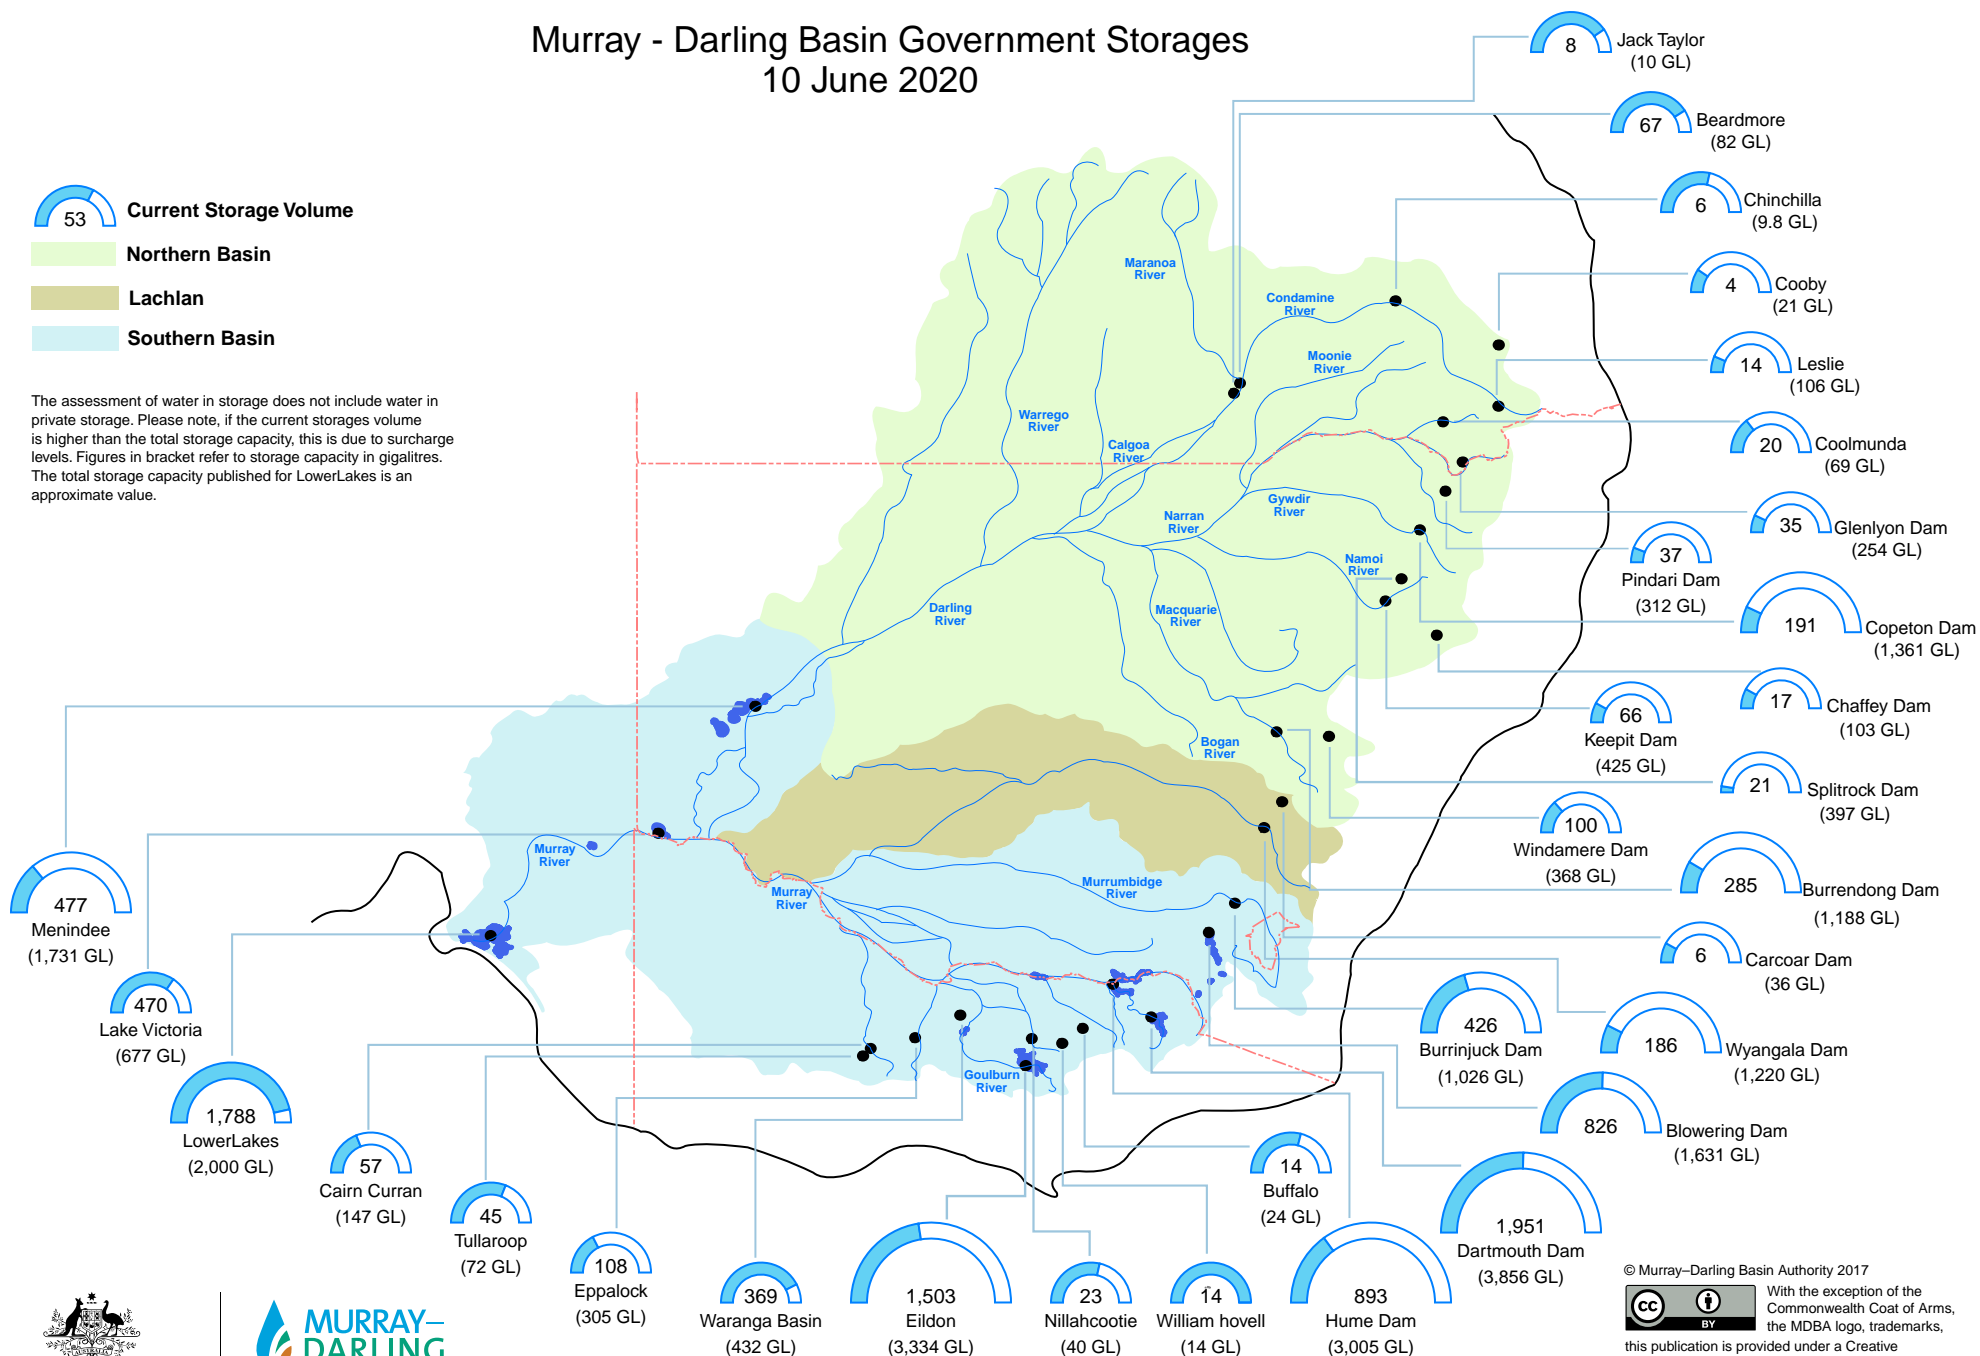 Murray - Darling Basin Government Storages
10 June 2020
53
Current Storage Volume
Northern Basin
Lachlan
Southern Basin
The assessment of water in storage does not include water in
private storage. Please note, if the current storages volume
is higher than the total storage capacity, this is due to surcharge
levels. Figures in bracket refer to storage capacity in gigalitres.
The total storage capacity published for LowerLakes is an
approximate value.
8
Jack Taylor
(10 GL)
67
Beardmore
(82 GL)
6
Chinchilla
(9.8 GL)
4
Cooby
(21 GL)
14
Leslie
(106 GL)
20
Coolmunda
(69 GL)
35
Glenlyon Dam
(254 GL)
37
Pindari Dam
(312 GL)
191
Copeton Dam
(1,361 GL)
17
Chaffey Dam
(103 GL)
66
Keepit Dam
(425 GL)
21
Splitrock Dam
(397 GL)
100
Windamere Dam
(368 GL)
285
Burrendong Dam
(1,188 GL)
6
Carcoar Dam
(36 GL)
426
Burrinjuck Dam
(1,026 GL)
186
Wyangala Dam
(1,220 GL)
826
Blowering Dam
(1,631 GL)
1,951
Dartmouth Dam
(3,856 GL)
Maranoa
River
Condamine
River
Moonie
River
Warrego
River
Calgoa
River
Gywdir
River
Narran
River
Namoi
River
Darling
River
Macquarie
River
Bogan
River
Murray
River
Murray
River
Murrumbidge
River
Goulburn
River
477
Menindee
(1,731 GL)
470
Lake Victoria
(677 GL)
1,788
LowerLakes
(2,000 GL)
57
Cairn Curran
(147 GL)
45
Tullaroop
(72 GL)
108
Eppalock
(305 GL)
369
Waranga Basin
(432 GL)
1,503
Eildon
(3,334 GL)
23
Nillahcootie
(40 GL)
14
William hovell
(14 GL)
14
Buffalo
(24 GL)
893
Hume Dam
(3,005 GL)
AUSTRALIA
MURRAY–
DARLING
© Murray–Darling Basin Authority 2017
cc
BY
With the exception of the
Commonwealth Coat of Arms,
the MDBA logo, trademarks,
this publication is provided under a Creative